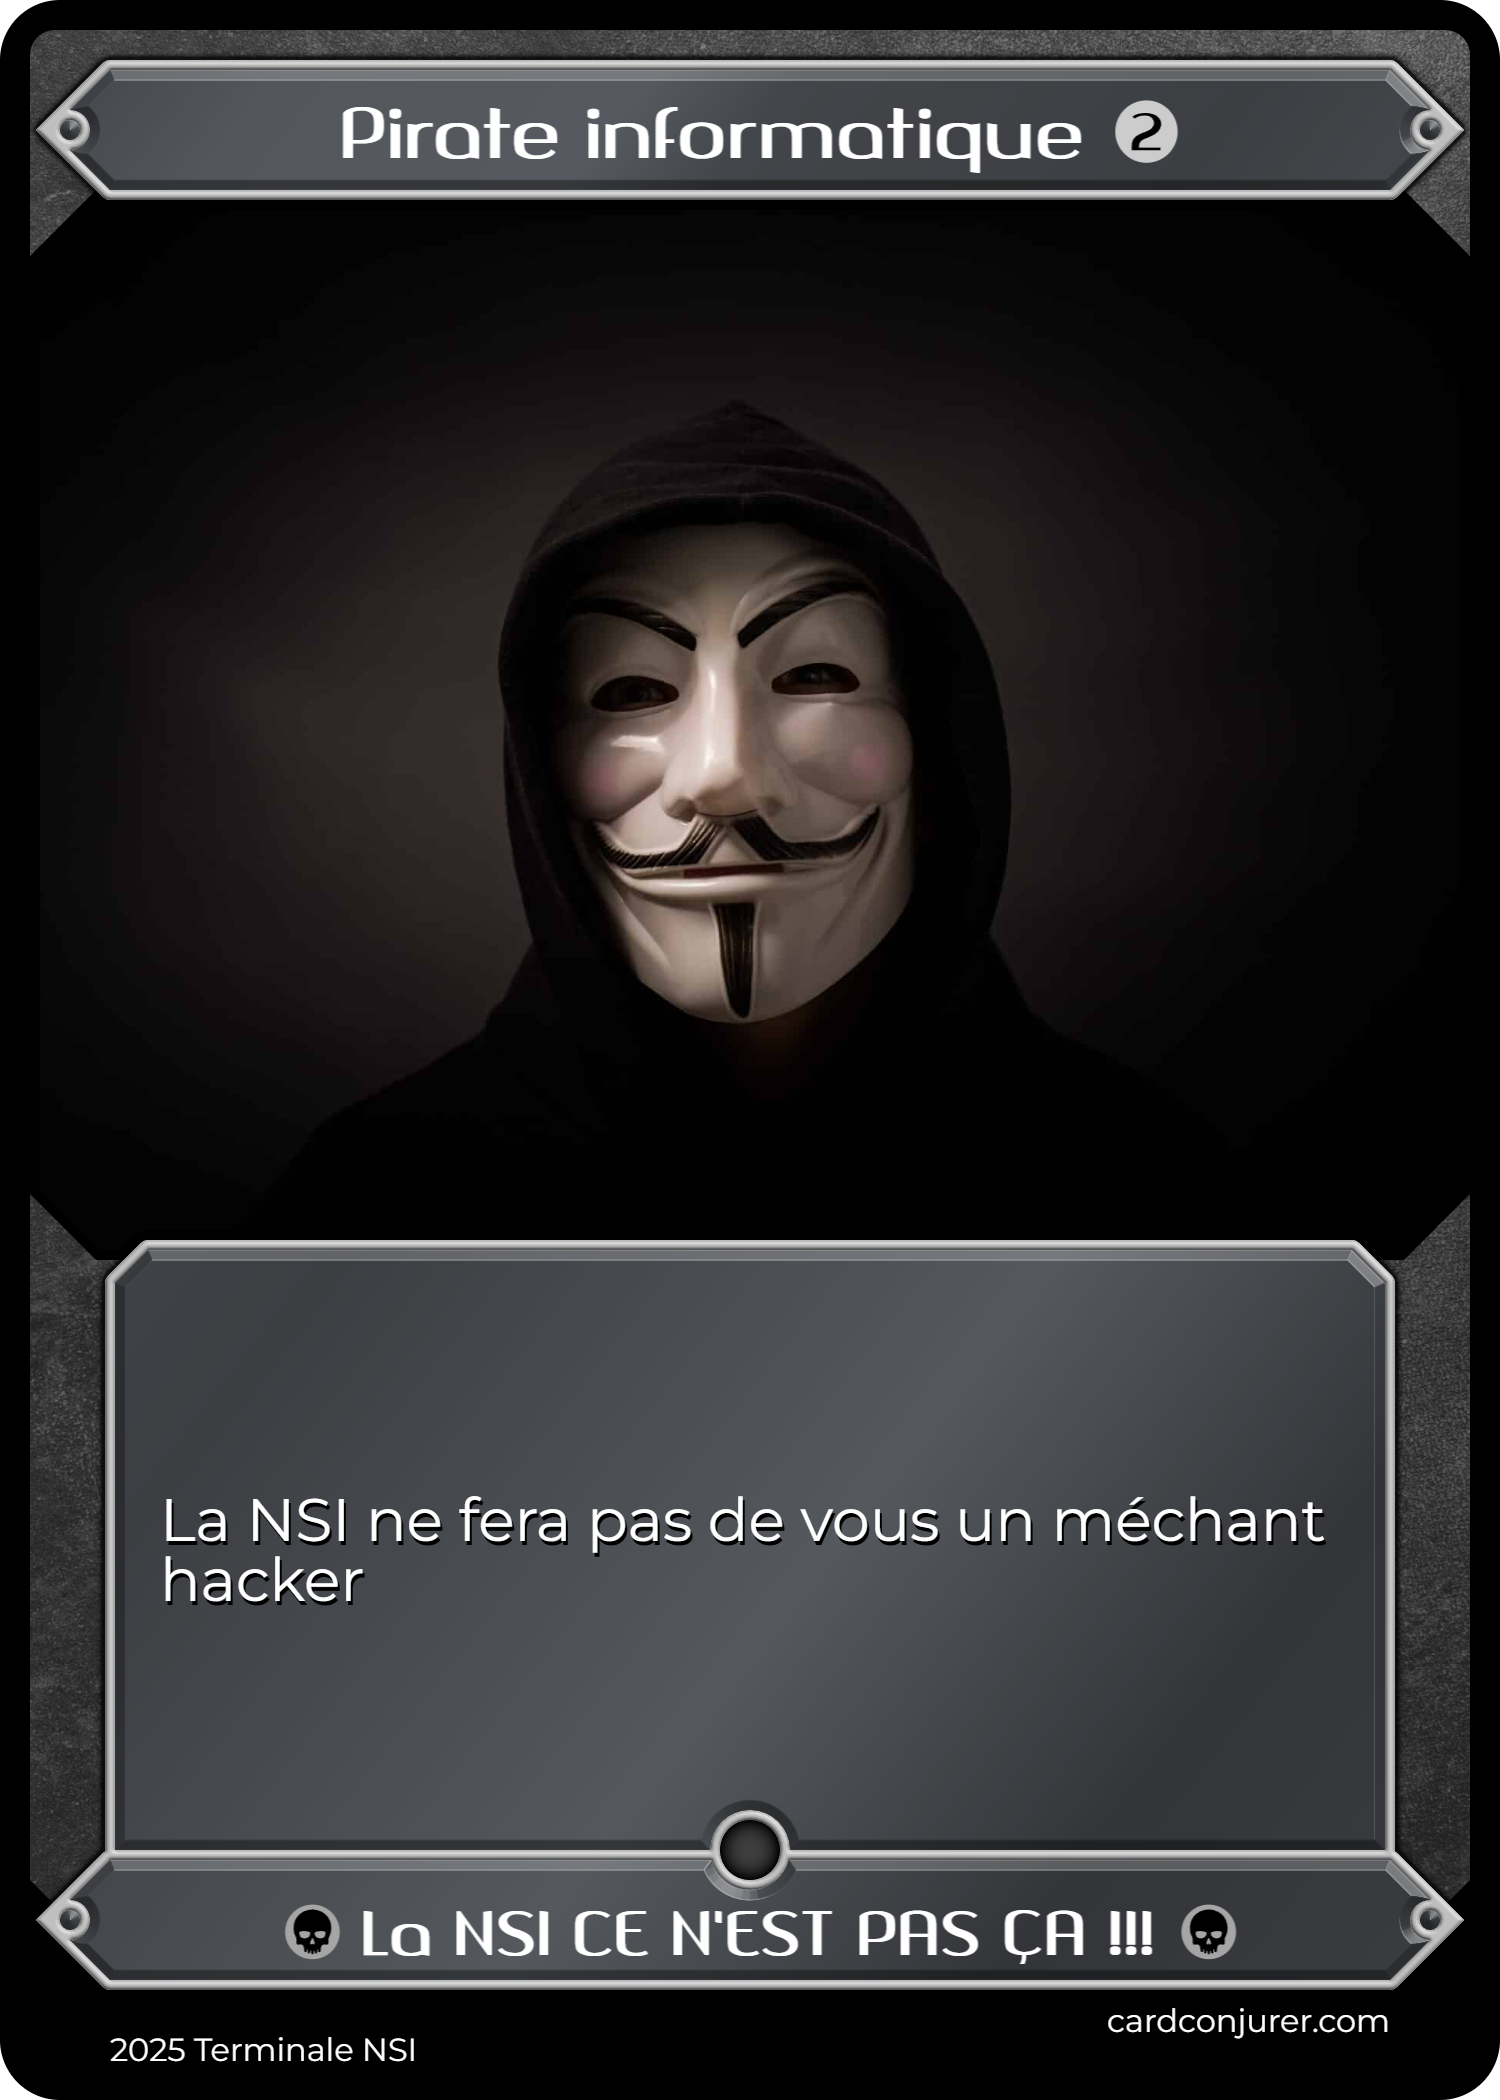 Pirate informatique 2
La NSI ne fera pas de vous un méchant
hacker
La NSI CE N'EST PAS ÇA !!!
cardconjurer.com
2025 Terminale NSI